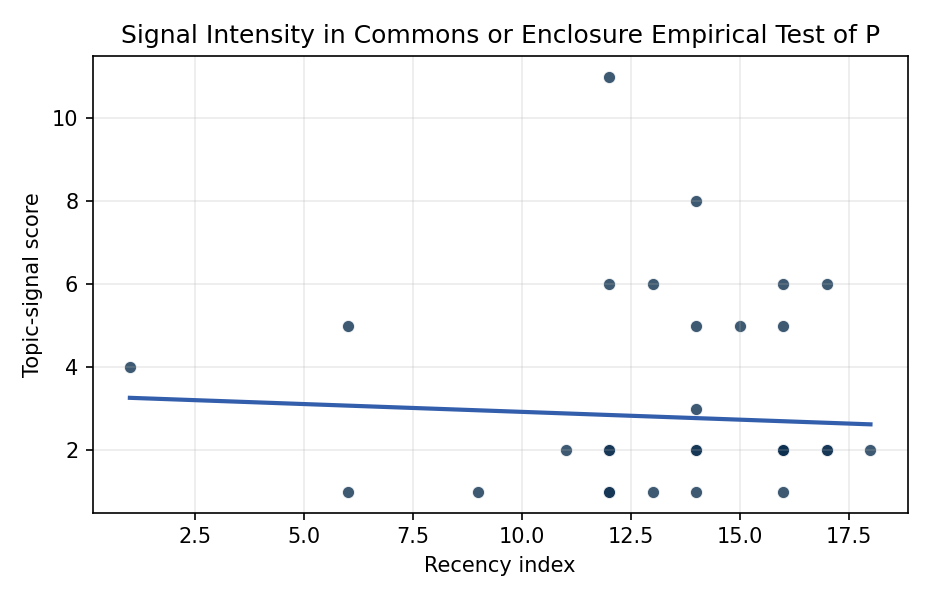 Signal Intensity in Commons or Enclosure Empirical Test of P
10
8
6
4
2
Topic-signal score
2.5 5.0 7.5 10.0 12.5 15.0 17.5
Recency index